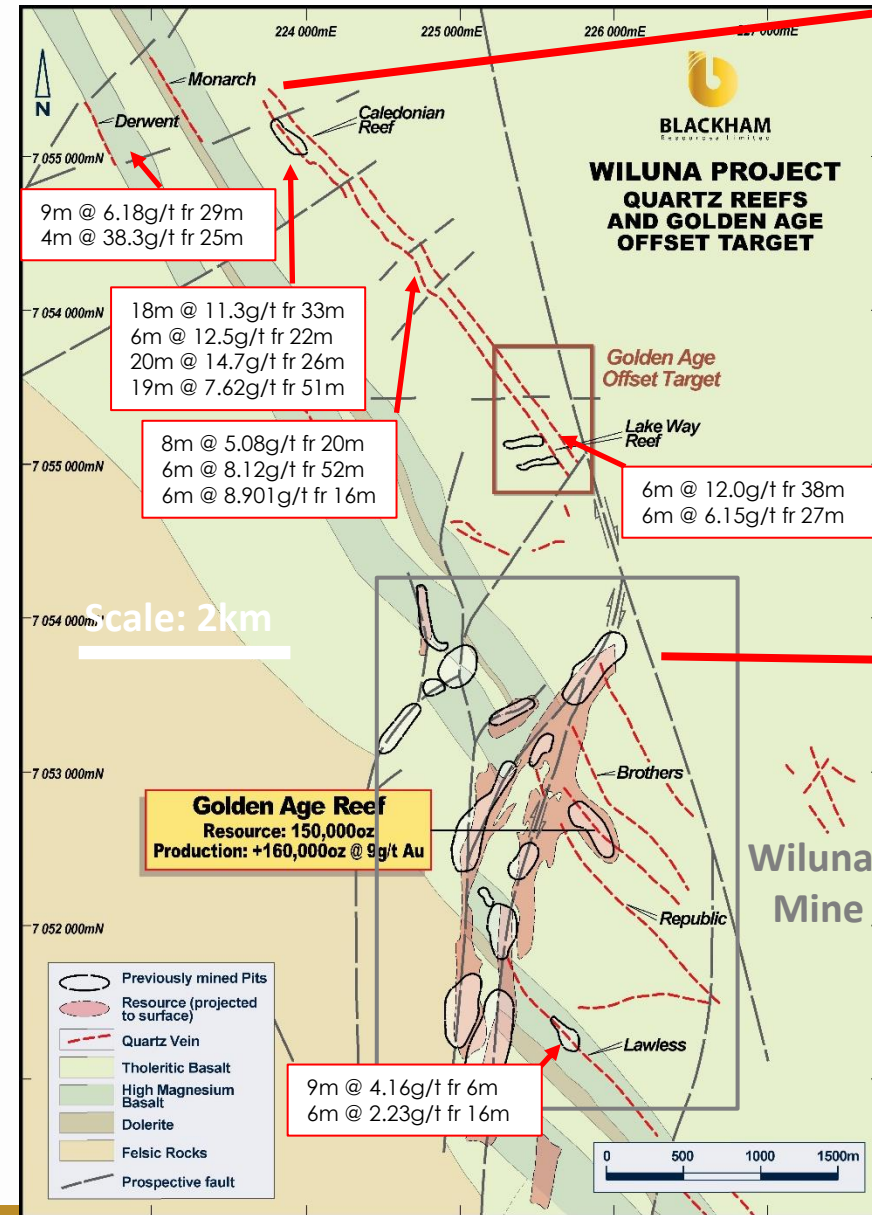 224 000mE
225 000mE
226 000mE
227 000mE
N
Monarch
Derwent
Caledonian
Reef
BLACKHAM
Resources Limited
WILUNA PROJECT
QUARTZ REEFS
AND GOLDEN AGE
OFFSET TARGET
7 055 000mN
9m @ 6.18g/t fr 29m
4m @ 38.3g/t fr 25m
7 054 000mN
18m @ 11.3g/t fr 33m
6m @ 12.5g/t fr 22m
20m @ 14.7g/t fr 26m
19m @ 7.62g/t fr 51m
Golden Age
Offset Target
Lake Way
Reef
8m @ 5.08g/t fr 20m
6m @ 8.12g/t fr 52m
6m @ 8.901g/t fr 16m
7 055 000mN
6m @ 12.0g/t fr 38m
6m @ 6.15g/t fr 27m
7 054 000mN
Scale: 2km
7 053 000mN
Brothers
Golden Age Reef
Resource: 150,000oz
Production: +160,000oz @ 9g/t Au
Wiluna
Mine
Republic
7 052 000mN
Previously mined Pits
Resource (projected
to surface)
Quartz Vein
Tholeritic Basalt
High Magnesium
Basalt
Dolerite
Felsic Rocks
Prospective fault
Lawless
9m @ 4.16g/t fr 6m
6m @ 2.23g/t fr 16m
0 500 1000 1500m